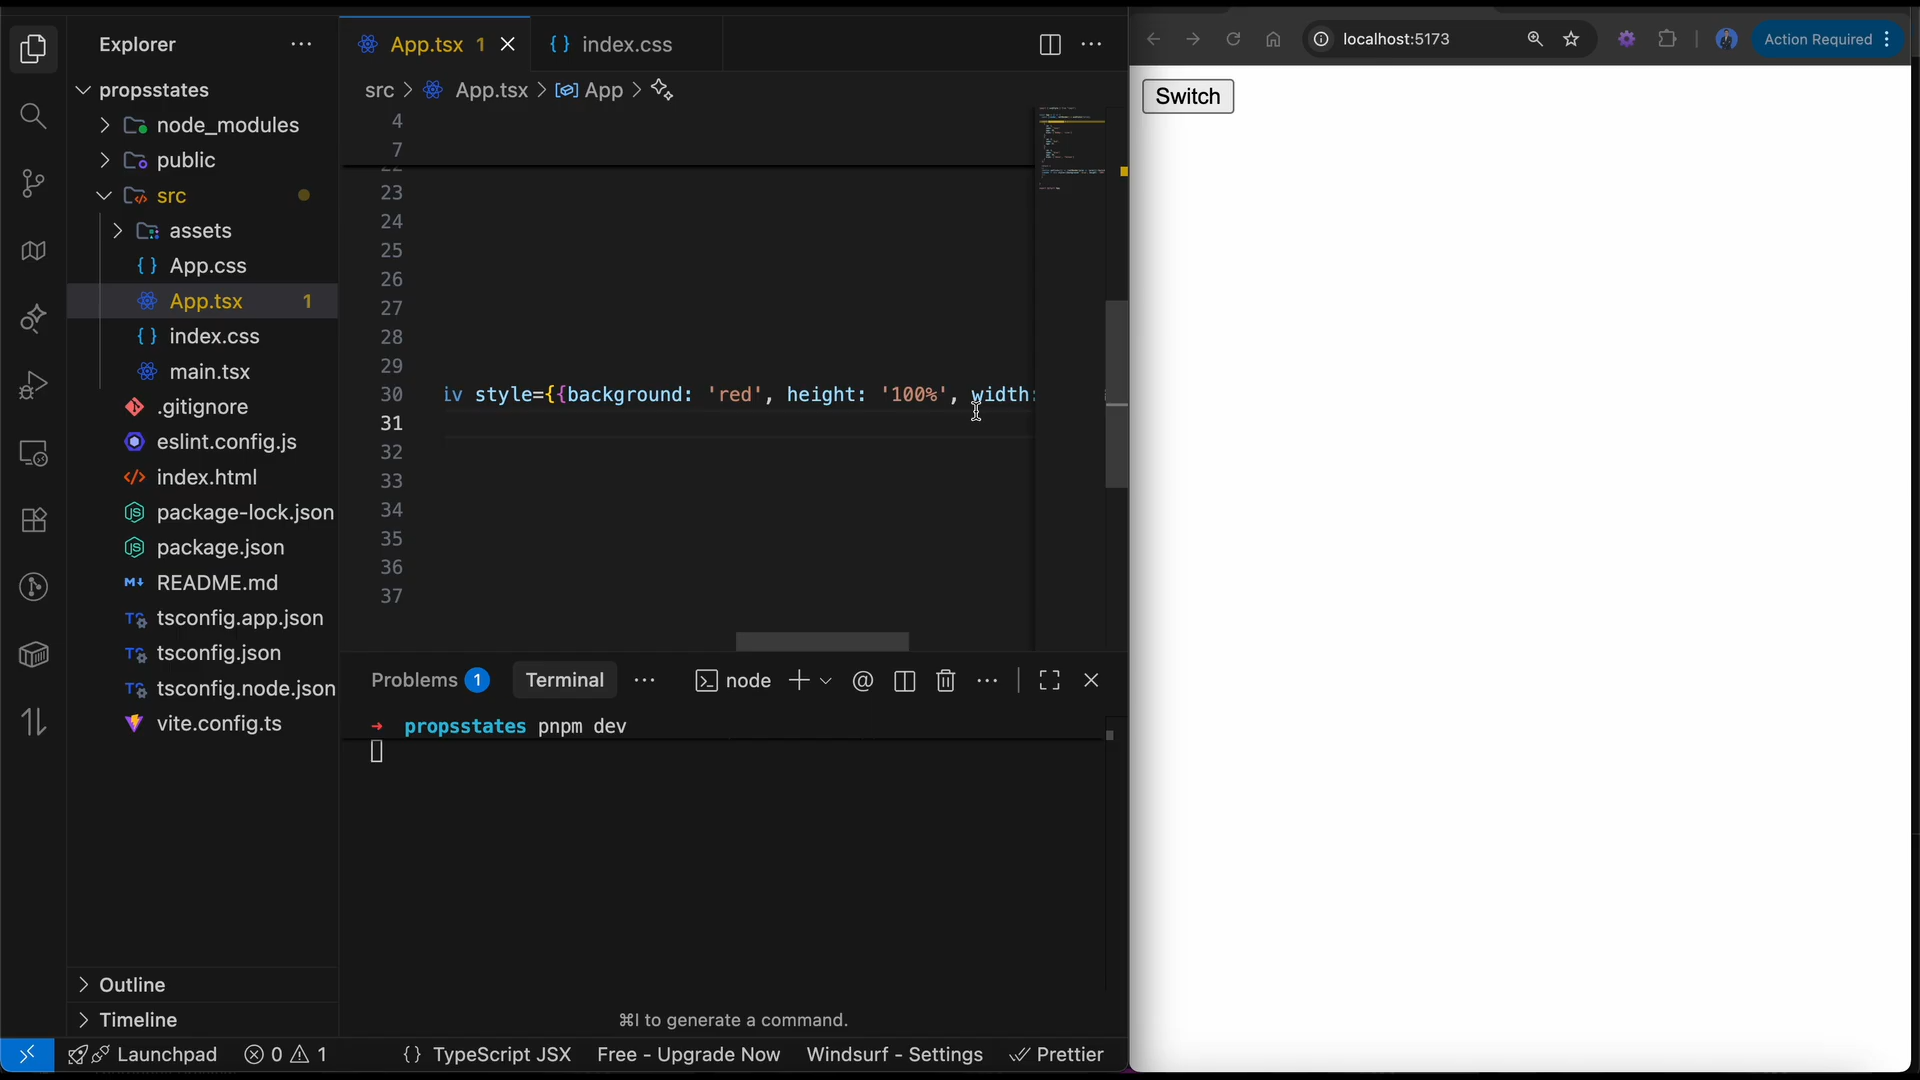 Explorer
propsstates
node_modules
public
src
assets
App.css
App.tsx 1
index.css
main.tsx
.gitignore
eslint.config.js
index.html
package-lock.json
package.json
README.md
tsconfig.app.json
tsconfig.json
tsconfig.node.json
vite.config.ts
Outline
Timeline
App.tsx 1
index.css
src > App.tsx > App >
4
7
22
23
24
25
26
27
28
29
30 iv style={{background: 'red', height: '100%', width:
31
32
33
34
35
36
37
Problems 1 Terminal node
→ propsstates pnpm dev
⌘I to generate a command.
Launchpad 0 1 {} TypeScript JSX Free - Upgrade Now Windsurf - Settings Prettier
localhost:5173
Action Required
Switch